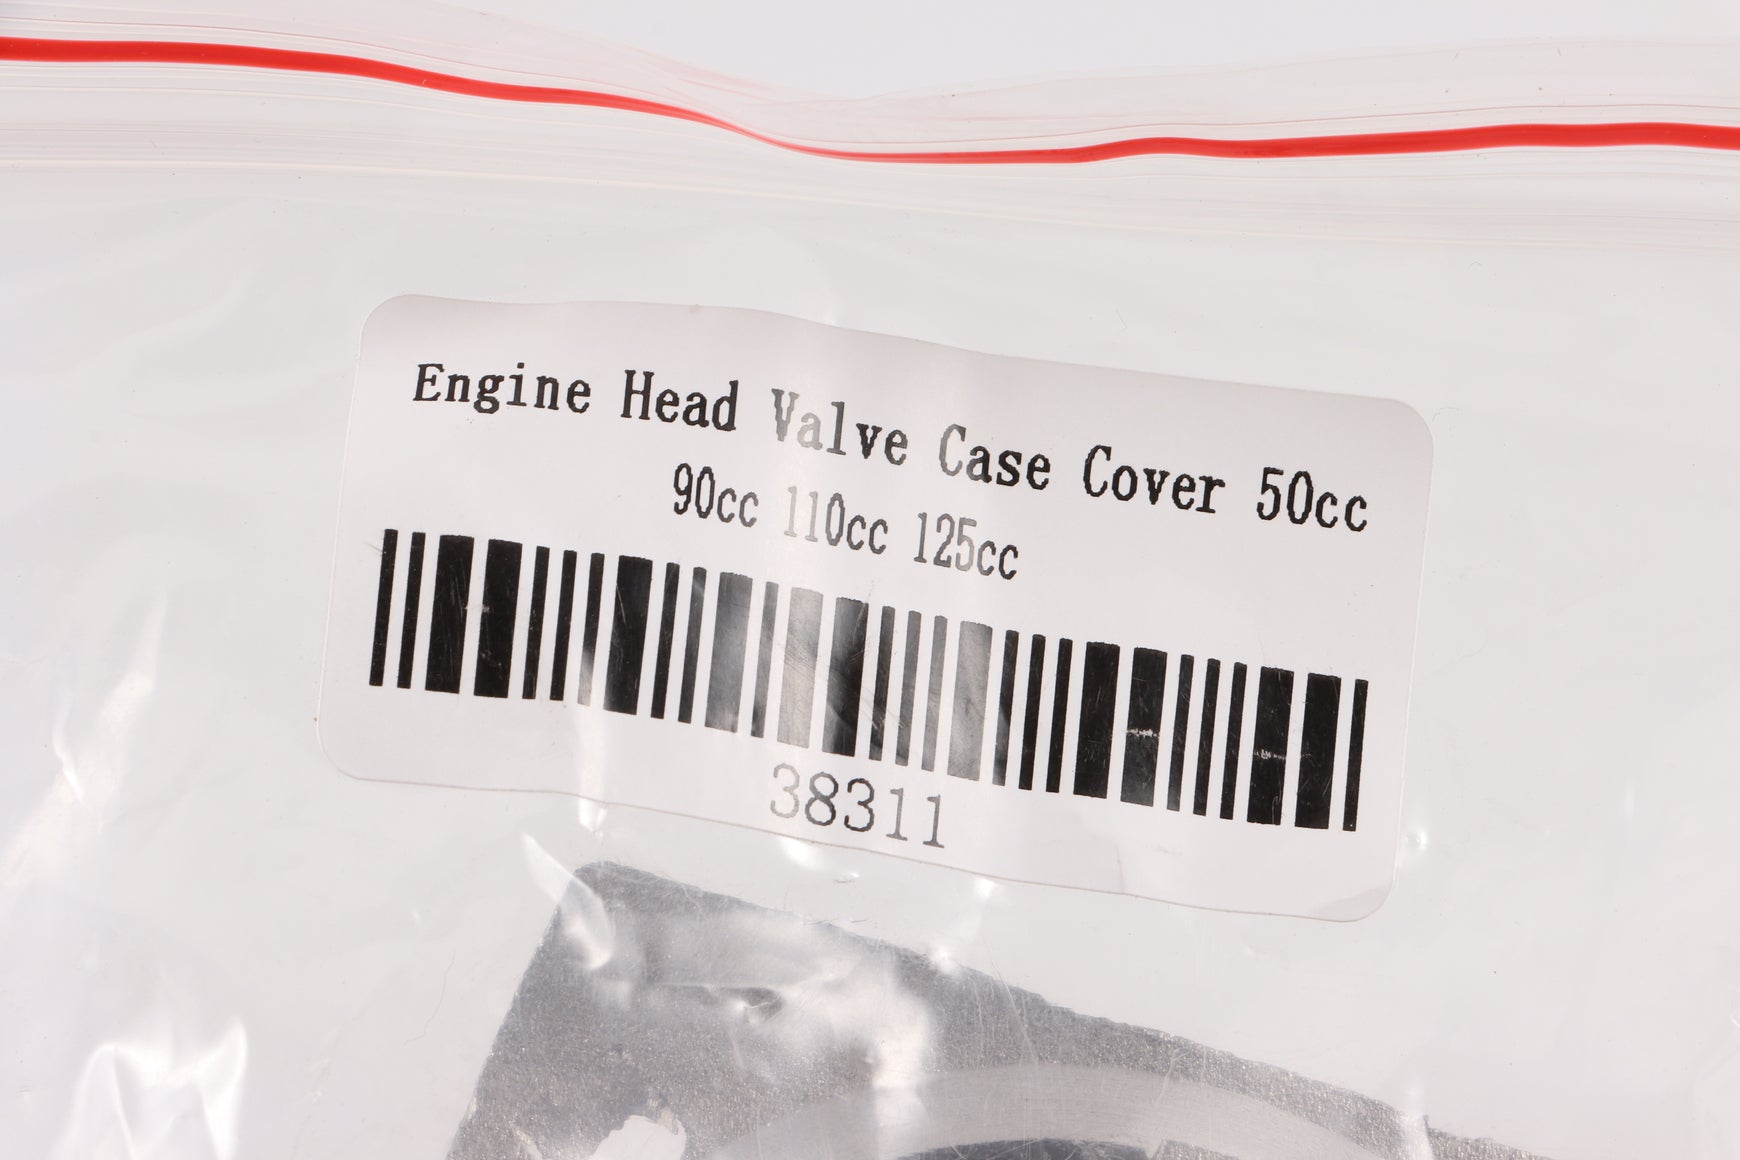 Engine Head Valve Case Cover 50cc
90cc 110cc 125cc
38311